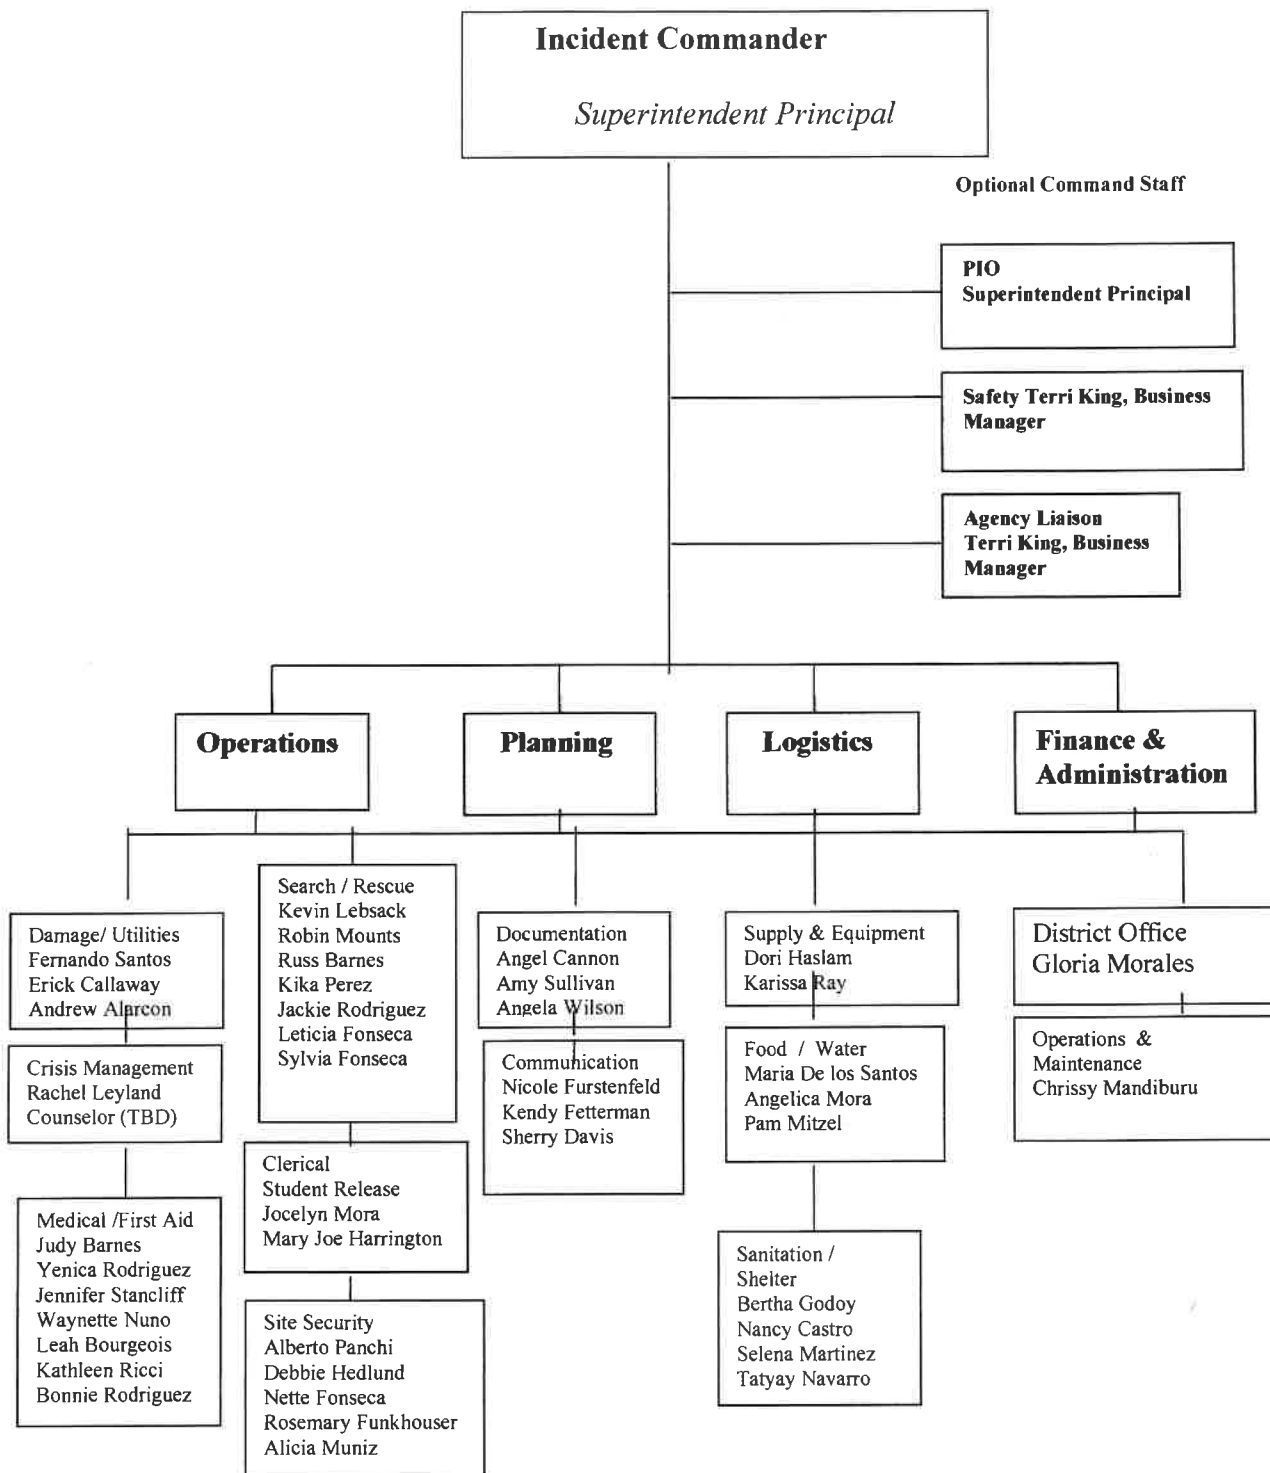 Incident Commander
Superintendent Principal
Optional Command Staff
PIO
Superintendent Principal
Safety Terri King, Business
Manager
Agency Liaison
Terri King, Business
Manager
Operations
Planning
Logistics
Finance &
Administration
Damage/ Utilities
Fernando Santos
Erick Callaway
Andrew Alarcon
Crisis Management
Rachel Leyland
Counselor (TBD)
Medical /First Aid
Judy Barnes
Yenica Rodriguez
Jennifer Stancliff
Waynette Nuno
Leah Bourgeois
Kathleen Ricci
Bonnie Rodriguez
Search / Rescue
Kevin Lebsack
Robin Mounts
Russ Barnes
Kika Perez
Jackie Rodriguez
Leticia Fonseca
Sylvia Fonseca
Clerical
Student Release
Jocelyn Mora
Mary Joe Harrington
Site Security
Alberto Panchi
Debbie Hedlund
Nette Fonseca
Rosemary Funkhouser
Alicia Muniz
Documentation
Angel Cannon
Amy Sullivan
Angela Wilson
Communication
Nicole Furstenfeld
Kendy Fetterman
Sherry Davis
Supply & Equipment
Dori Haslam
Karissa Ray
Food / Water
Maria De los Santos
Angelica Mora
Pam Mitzel
Sanitation /
Shelter
Bertha Godoy
Nancy Castro
Selena Martinez
Tatyay Navarro
District Office
Gloria Morales
Operations &
Maintenance
Chrissy Mandiburu